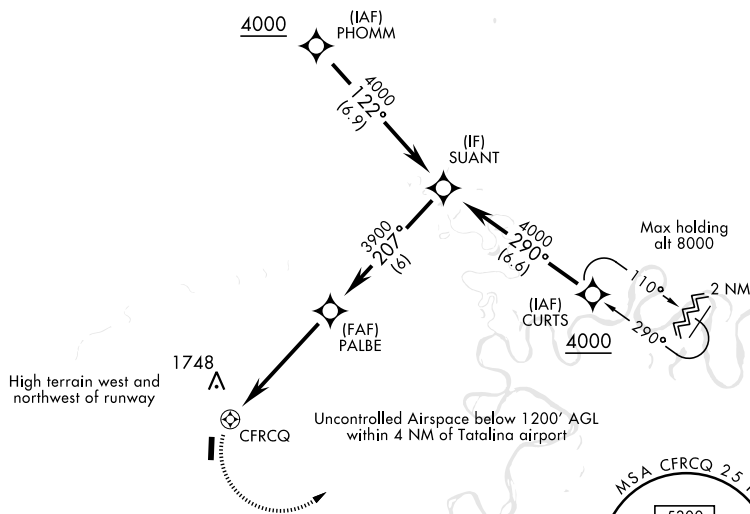 4000
(IAF)
PHOMM
4000
122°
(6.9)
(IF)
SUANT
3900
207°
(6)
4000
290°
(6.6)
Max holding
alt 8000
110°
2 NM
290°
(IAF)
CURTS
4000
(FAF)
PALBE
1748
High terrain west and
northwest of runway
CFRCQ
Uncontrolled Airspace below 1200' AGL
within 4 NM of Tatalina airport
MSA CFRCQ 25